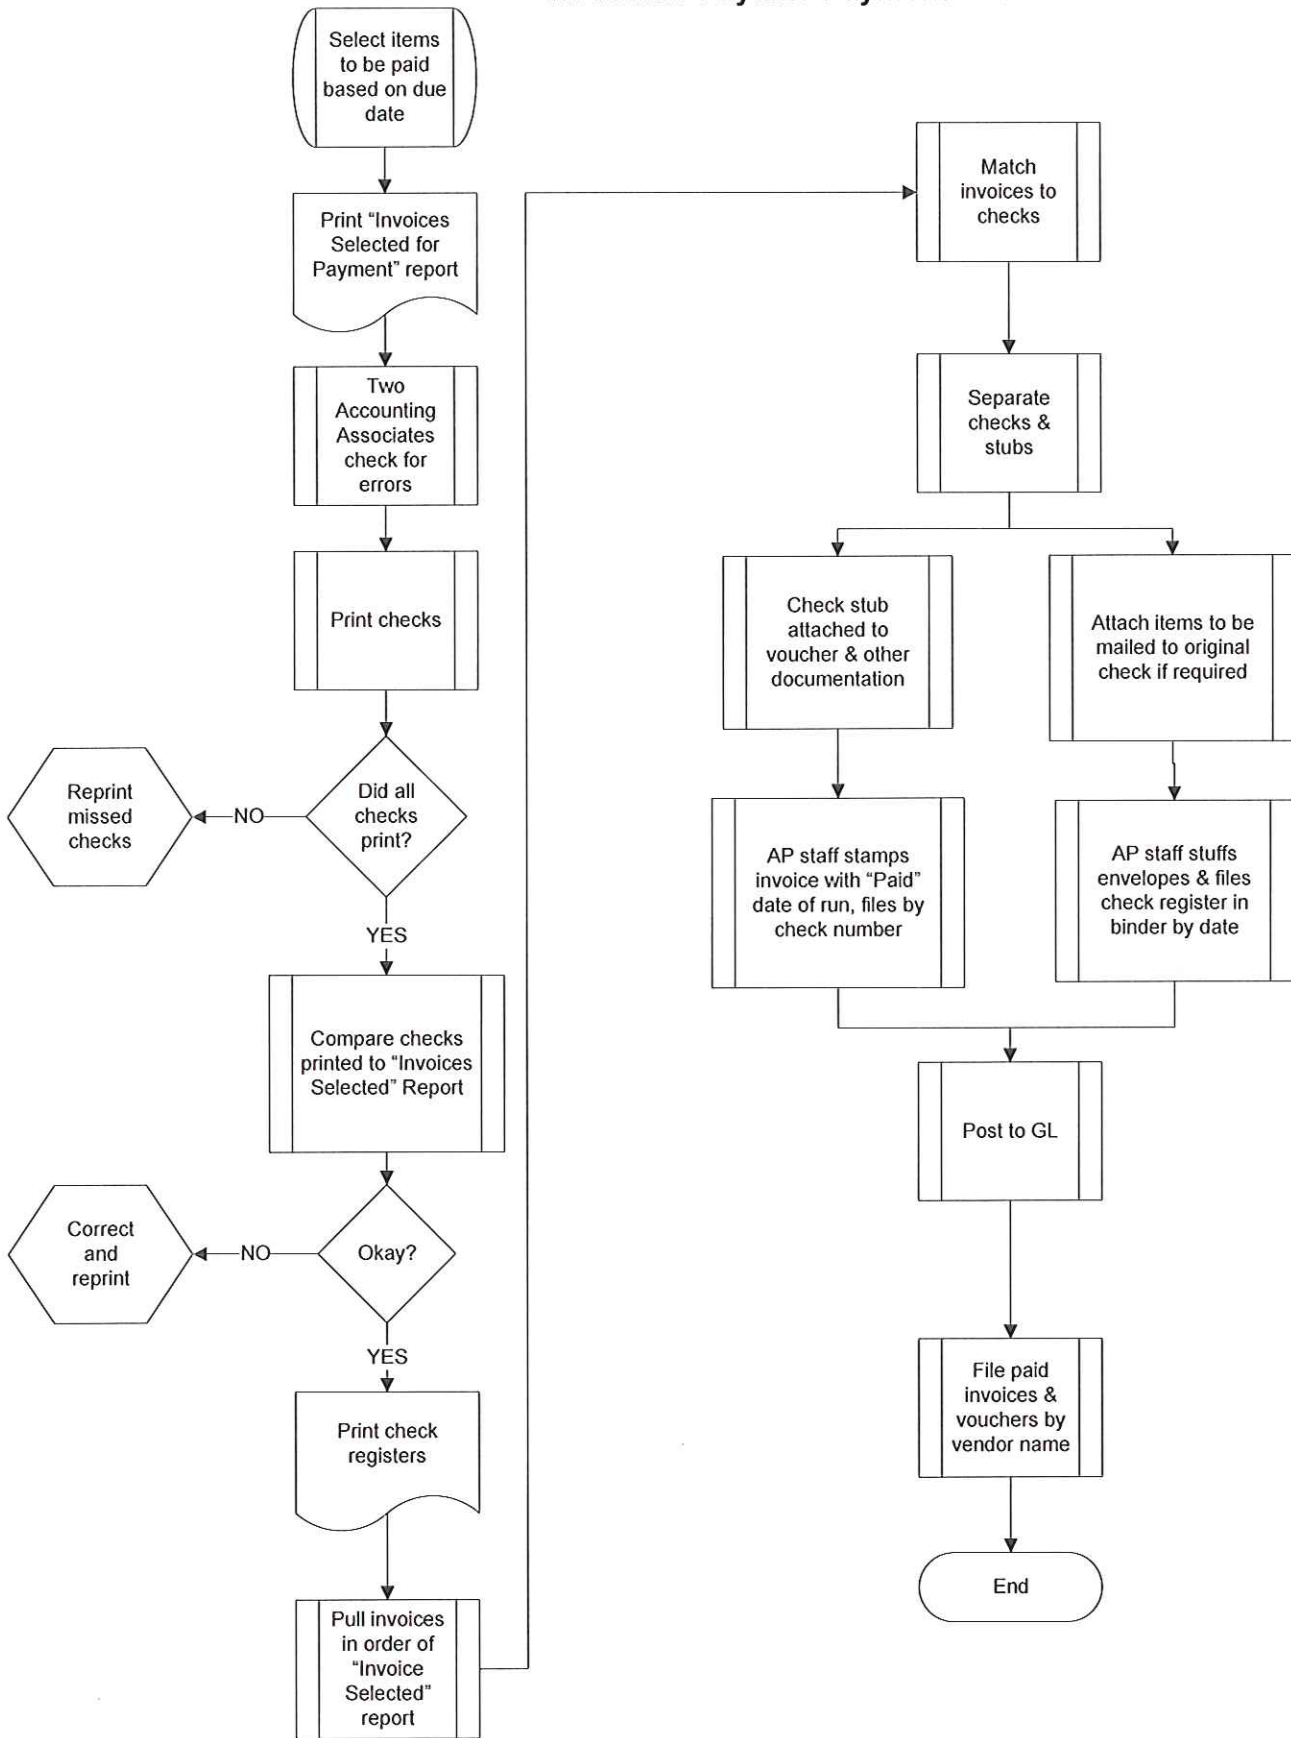 Select items
to be paid
based on due
date
Print “Invoices
Selected for
Payment” report
Two
Accounting
Associates
check for
errors
Print checks
Did all
checks
print?
NO
Reprint
missed
checks
YES
Compare checks
printed to “Invoices
Selected” Report
Okay?
NO
Correct
and
reprint
YES
Print check
registers
Pull invoices
in order of
“Invoice
Selected”
report
Match
invoices to
checks
Separate
checks &
stubs
Check stub
attached to
voucher & other
documentation
Attach items to be
mailed to original
check if required
AP staff stamps
invoice with “Paid”
date of run, files by
check number
AP staff stuffs
envelopes & files
check register in
binder by date
Post to GL
File paid
invoices &
vouchers by
vendor name
End